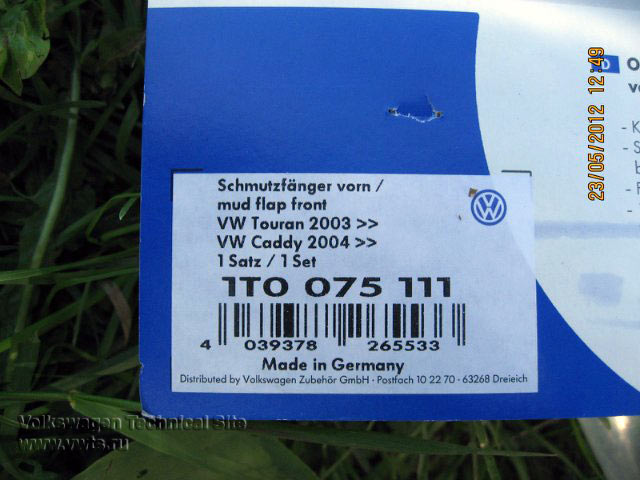 Schmutzfänger vorn /
mud flap front
VW Touran 2003 >>
VW Caddy 2004 >>
1 Satz / 1 Set
1T0 075 111
4 039378 265533
Made in Germany
Distributed by Volkswagen Zubehör GmbH · Postfach 10 22 70 · 63268 Dreieich
D O
- K
- S
23/05/2012 12:49
Volkswagen Technical Site
www.vwts.ru